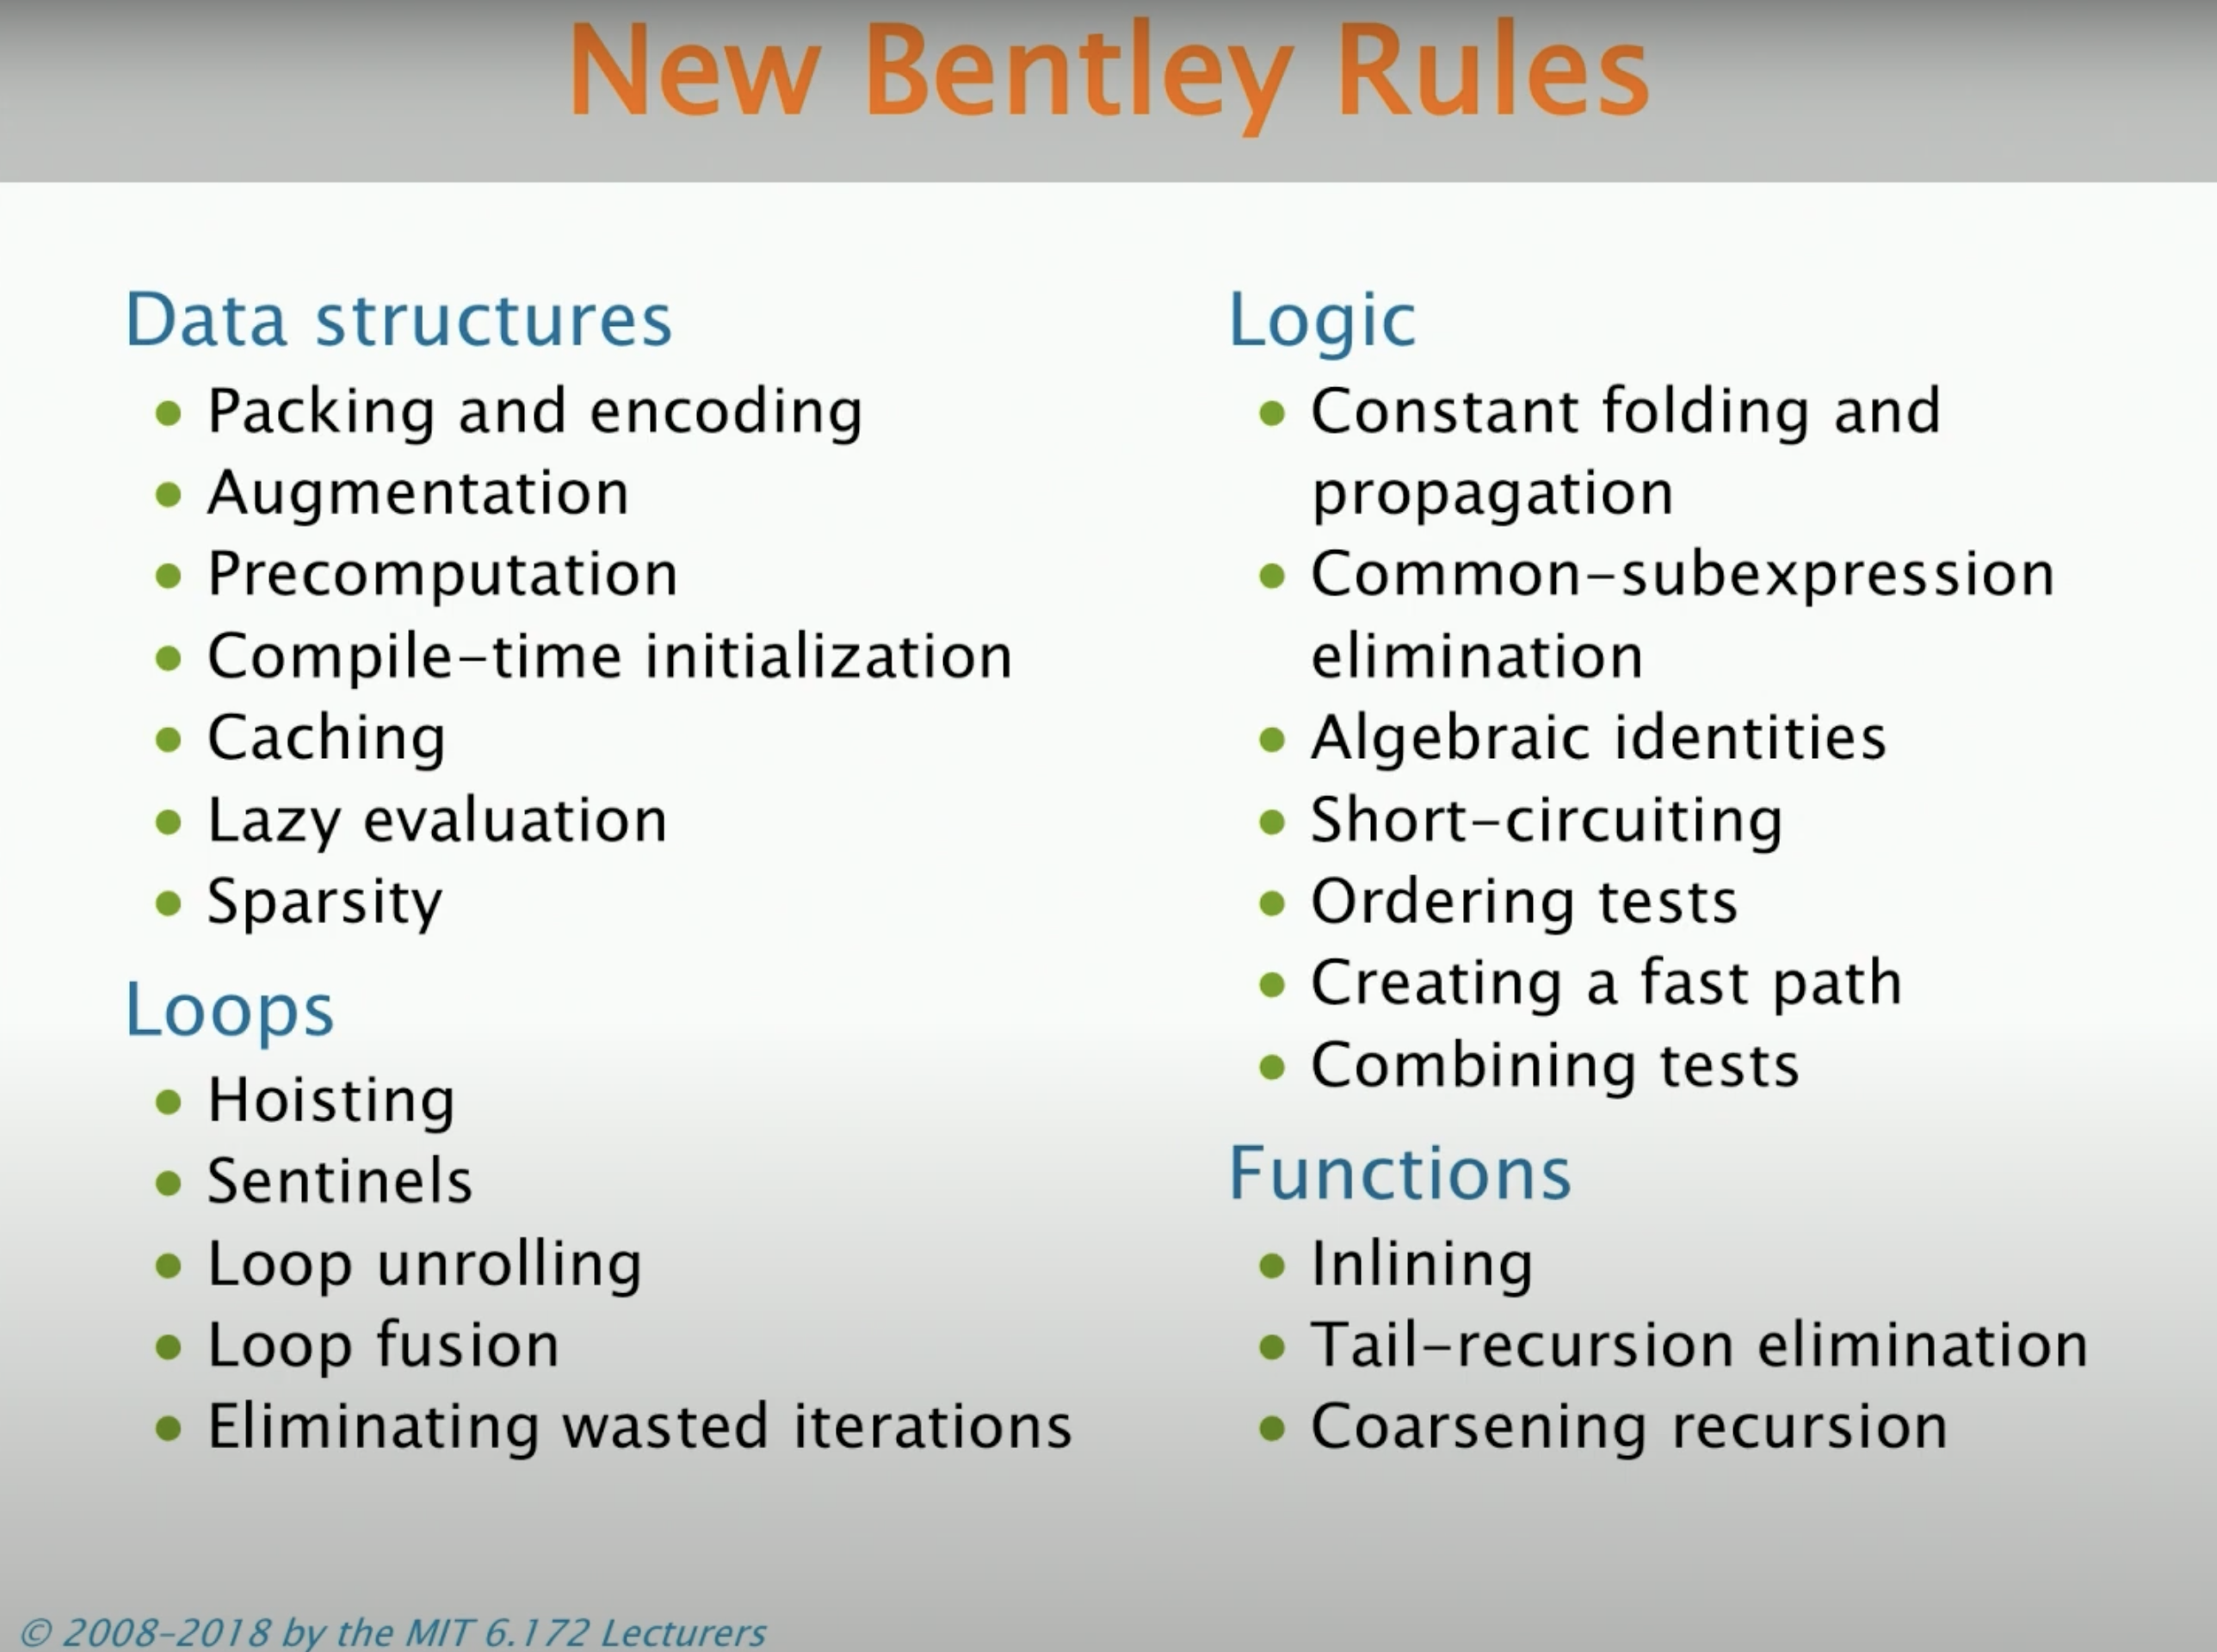 New Bentley Rules
Data structures
• Packing and encoding
• Augmentation
• Precomputation
• Compile-time initialization
• Caching
• Lazy evaluation
• Sparsity
Loops
• Hoisting
• Sentinels
• Loop unrolling
• Loop fusion
• Eliminating wasted iterations
Logic
• Constant folding and
propagation
• Common-subexpression
elimination
• Algebraic identities
• Short-circuiting
• Ordering tests
• Creating a fast path
• Combining tests
Functions
• Inlining
• Tail-recursion elimination
• Coarsening recursion
© 2008-2018 by the MIT 6.172 Lecturers